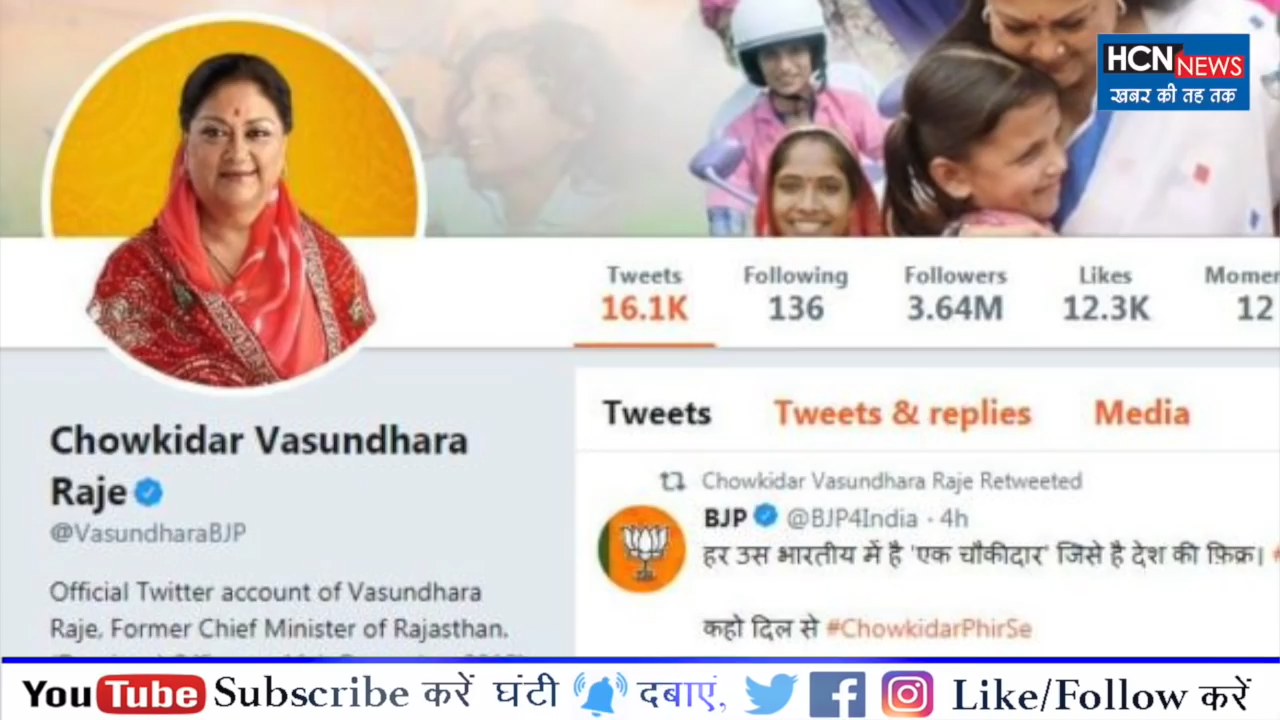 HCN NEWS
खबर की तह तक
Tweets Following Followers Likes
16.1K 136 3.64M 12.3K 12
Chowkidar Vasundhara
Raje
@VasundharaBJP
Official Twitter account of Vasundhara
Raje, Former Chief Minister of Rajasthan.
Tweets Tweets & replies Media
Chowkidar Vasundhara Raje Retweeted
BJP @BJP4India · 4h
हर उस भारतीय में है 'एक चौकीदार' जिसे है देश की फ़िक्र।
कहो दिल से #ChowkidarPhirSe
YouTube Subscribe करें घंटी दबाएं, Like/Follow करें